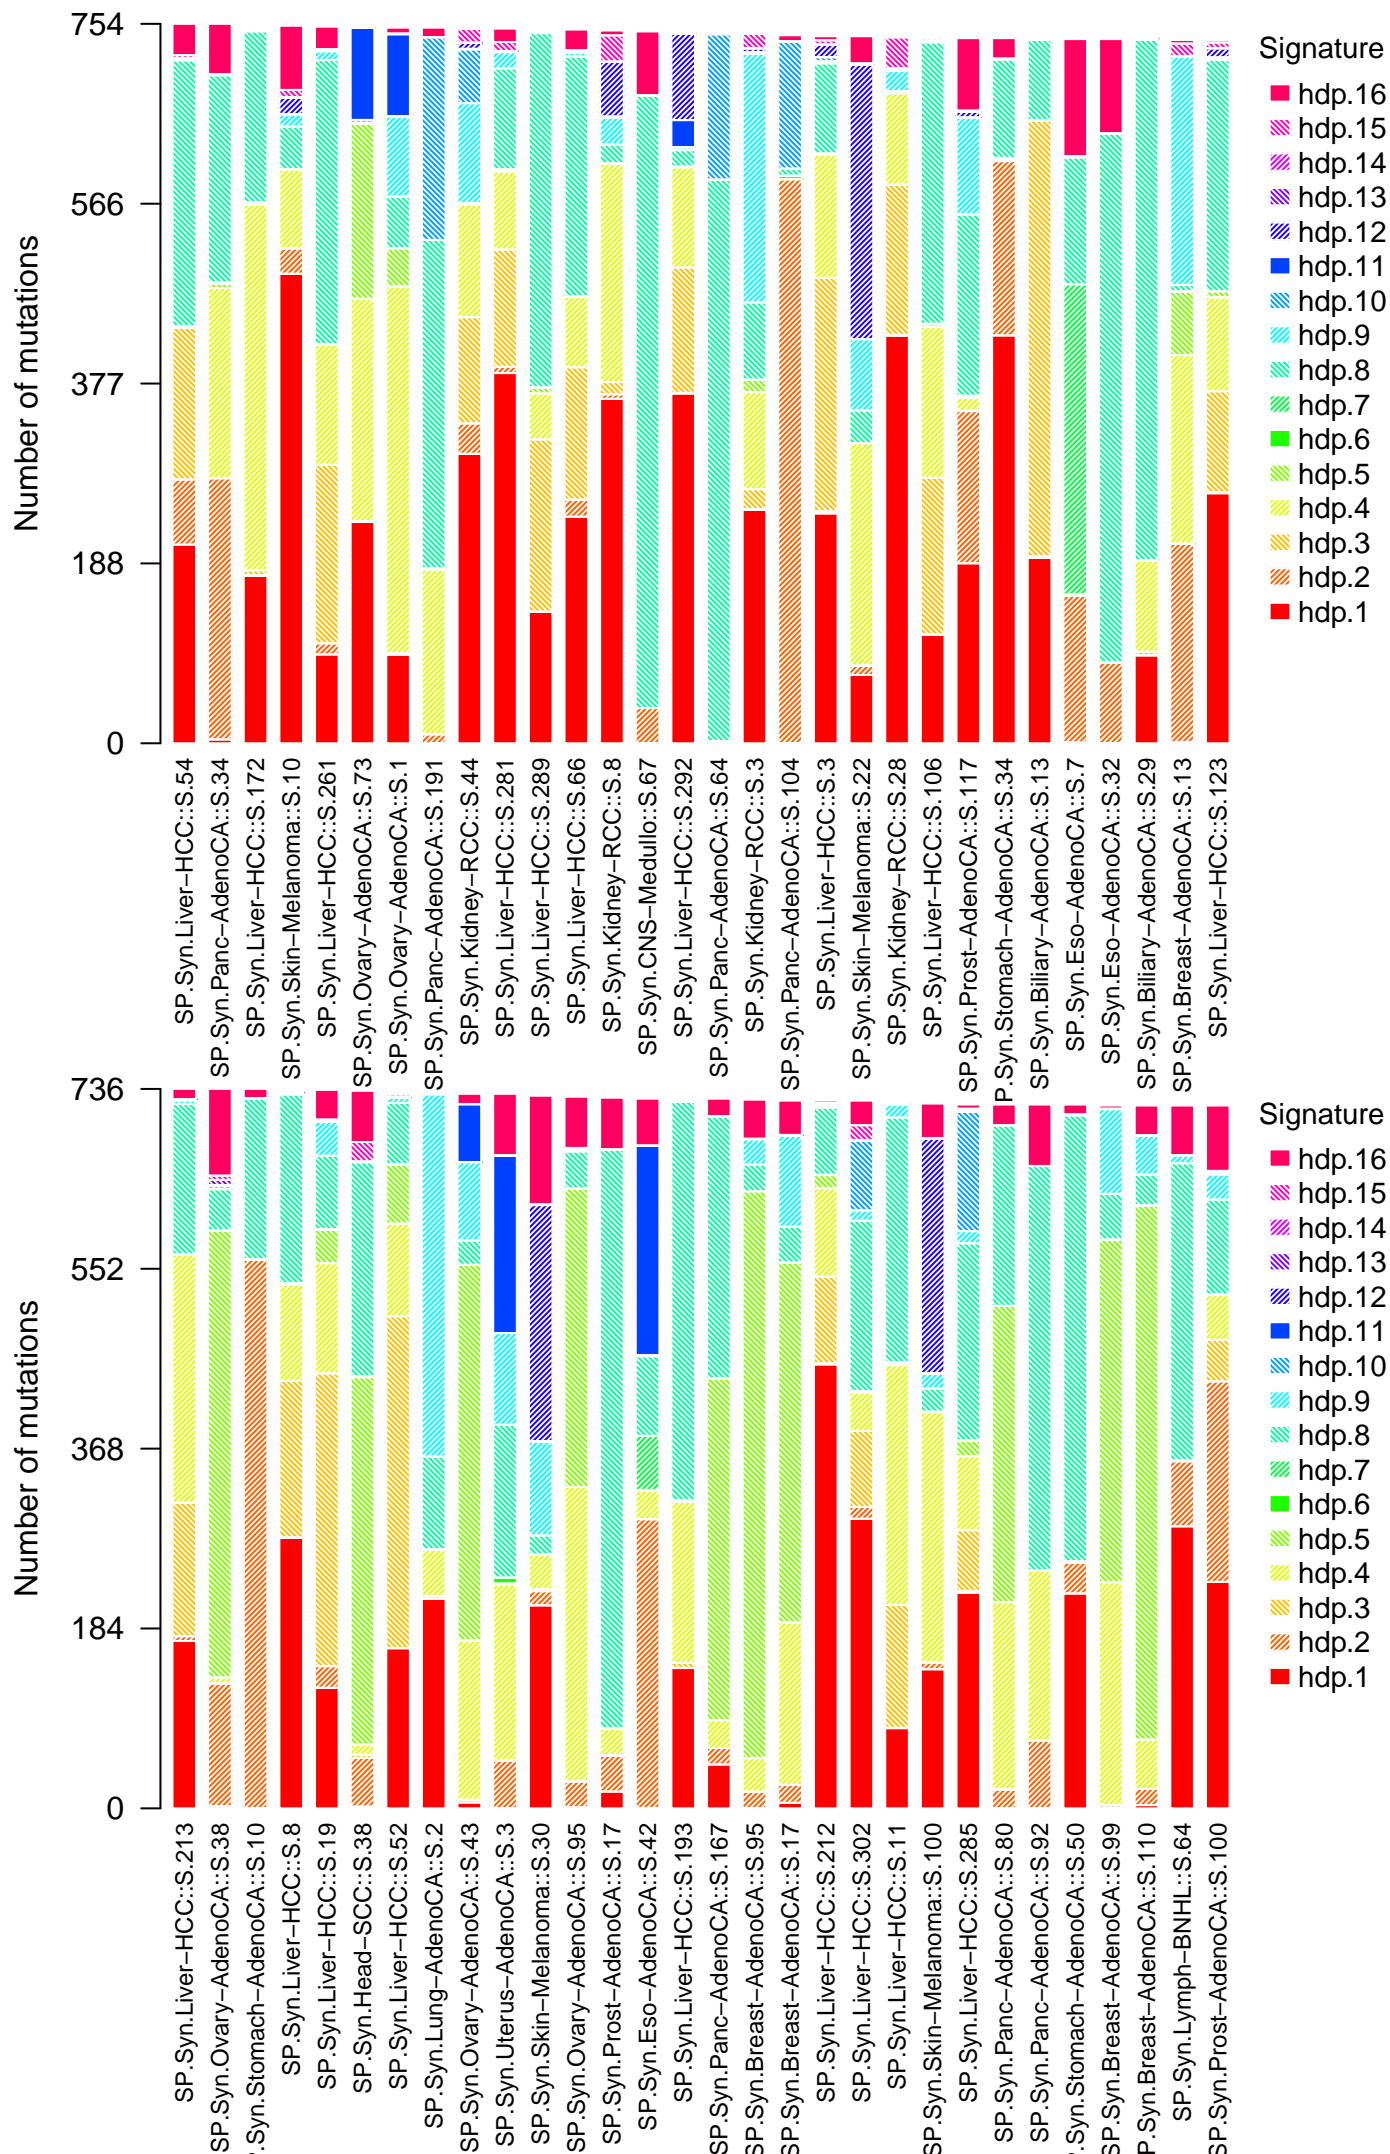 Number of mutations
754
566
377
188
0
Signature
hdp.16
hdp.15
hdp.14
hdp.13
hdp.12
hdp.11
hdp.10
hdp.9
hdp.8
hdp.7
hdp.6
hdp.5
hdp.4
hdp.3
hdp.2
hdp.1
SP.Syn.Liver−HCC::S.54
SP.Syn.Panc−AdenoCA::S.34
SP.Syn.Liver−HCC::S.172
SP.Syn.Skin−Melanoma::S.10
SP.Syn.Liver−HCC::S.261
SP.Syn.Ovary−AdenoCA::S.73
SP.Syn.Ovary−AdenoCA::S.1
SP.Syn.Panc−AdenoCA::S.191
SP.Syn.Kidney−RCC::S.44
SP.Syn.Liver−HCC::S.281
SP.Syn.Liver−HCC::S.289
SP.Syn.Liver−HCC::S.66
SP.Syn.Kidney−RCC::S.8
SP.Syn.CNS−Medullo::S.67
SP.Syn.Liver−HCC::S.292
SP.Syn.Panc−AdenoCA::S.64
SP.Syn.Kidney−RCC::S.3
SP.Syn.Panc−AdenoCA::S.104
SP.Syn.Liver−HCC::S.3
SP.Syn.Skin−Melanoma::S.22
SP.Syn.Kidney−RCC::S.28
SP.Syn.Liver−HCC::S.106
SP.Syn.Prost−AdenoCA::S.117
P.Syn.Stomach−AdenoCA::S.34
SP.Syn.Biliary−AdenoCA::S.13
SP.Syn.Eso−AdenoCA::S.7
SP.Syn.Eso−AdenoCA::S.32
SP.Syn.Biliary−AdenoCA::S.29
SP.Syn.Breast−AdenoCA::S.13
SP.Syn.Liver−HCC::S.123
Number of mutations
736
552
368
184
0
Signature
hdp.16
hdp.15
hdp.14
hdp.13
hdp.12
hdp.11
hdp.10
hdp.9
hdp.8
hdp.7
hdp.6
hdp.5
hdp.4
hdp.3
hdp.2
hdp.1
SP.Syn.Liver−HCC::S.213
SP.Syn.Ovary−AdenoCA::S.38
P.Syn.Stomach−AdenoCA::S.10
SP.Syn.Liver−HCC::S.8
SP.Syn.Liver−HCC::S.19
SP.Syn.Head−SCC::S.38
SP.Syn.Liver−HCC::S.52
SP.Syn.Lung−AdenoCA::S.2
SP.Syn.Ovary−AdenoCA::S.43
SP.Syn.Uterus−AdenoCA::S.3
SP.Syn.Skin−Melanoma::S.30
SP.Syn.Ovary−AdenoCA::S.95
SP.Syn.Prost−AdenoCA::S.17
SP.Syn.Eso−AdenoCA::S.42
SP.Syn.Liver−HCC::S.193
SP.Syn.Panc−AdenoCA::S.167
SP.Syn.Breast−AdenoCA::S.95
SP.Syn.Breast−AdenoCA::S.17
SP.Syn.Liver−HCC::S.212
SP.Syn.Liver−HCC::S.302
SP.Syn.Liver−HCC::S.11
SP.Syn.Skin−Melanoma::S.100
SP.Syn.Liver−HCC::S.285
SP.Syn.Panc−AdenoCA::S.80
SP.Syn.Panc−AdenoCA::S.92
P.Syn.Stomach−AdenoCA::S.50
SP.Syn.Breast−AdenoCA::S.99
SP.Syn.Breast−AdenoCA::S.110
SP.Syn.Lymph−BNHL::S.64
SP.Syn.Prost−AdenoCA::S.100